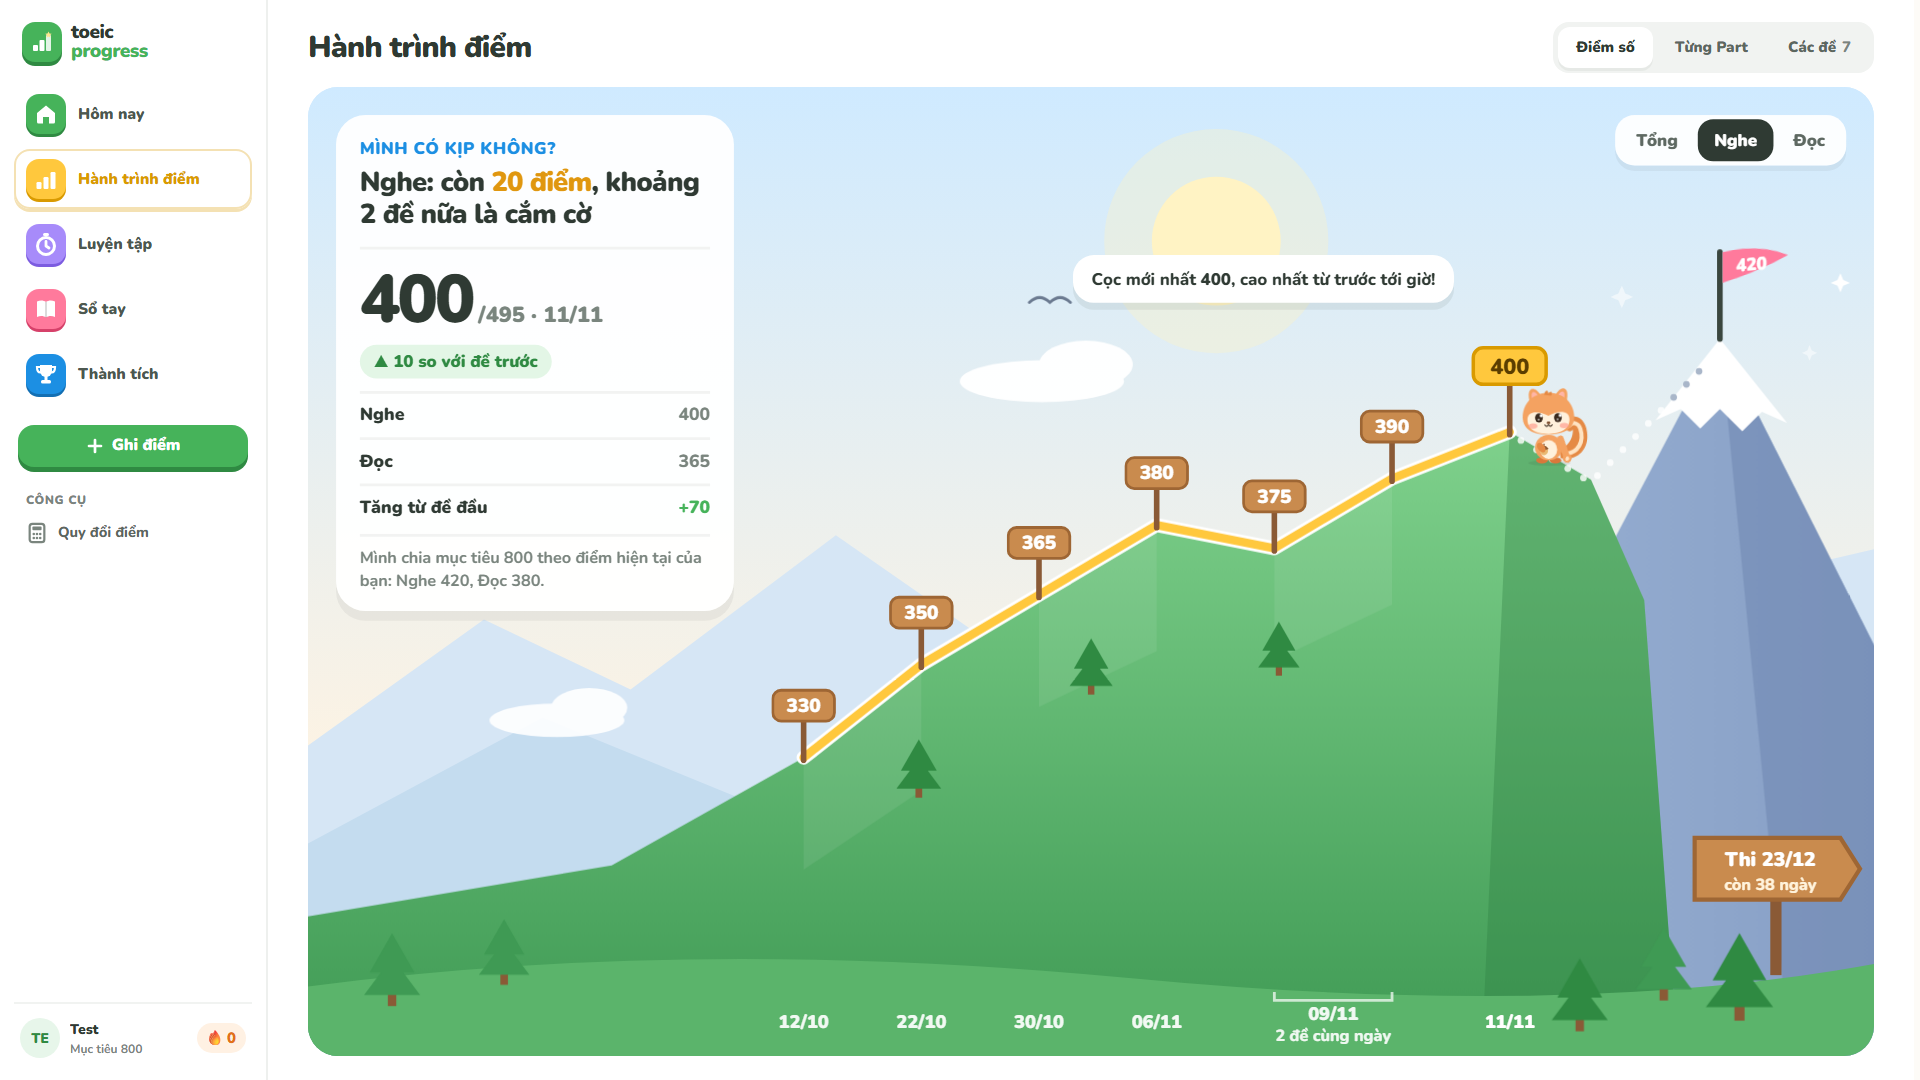 toeic
progress
Hôm nay
Hành trình điểm
Luyện tập
Sổ tay
Thành tích
+ Ghi điểm
CÔNG CỤ
Quy đổi điểm
TE
Test
Mục tiêu 800
0
Hành trình điểm
Điểm số
Từng Part
Các đề 7
MÌNH CÓ KỊP KHÔNG?
Nghe: còn 20 điểm, khoảng
2 đề nữa là cắm cờ
400 /495 · 11/11
▲ 10 so với đề trước
Nghe 400
Đọc 365
Tăng từ đề đầu +70
Mình chia mục tiêu 800 theo điểm hiện tại của
bạn: Nghe 420, Đọc 380.
Tổng
Nghe
Đọc
Cọc mới nhất 400, cao nhất từ trước tới giờ!
420
400
390
380
375
365
350
330
Thi 23/12
còn 38 ngày
12/10
22/10
30/10
06/11
09/11
2 đề cùng ngày
11/11